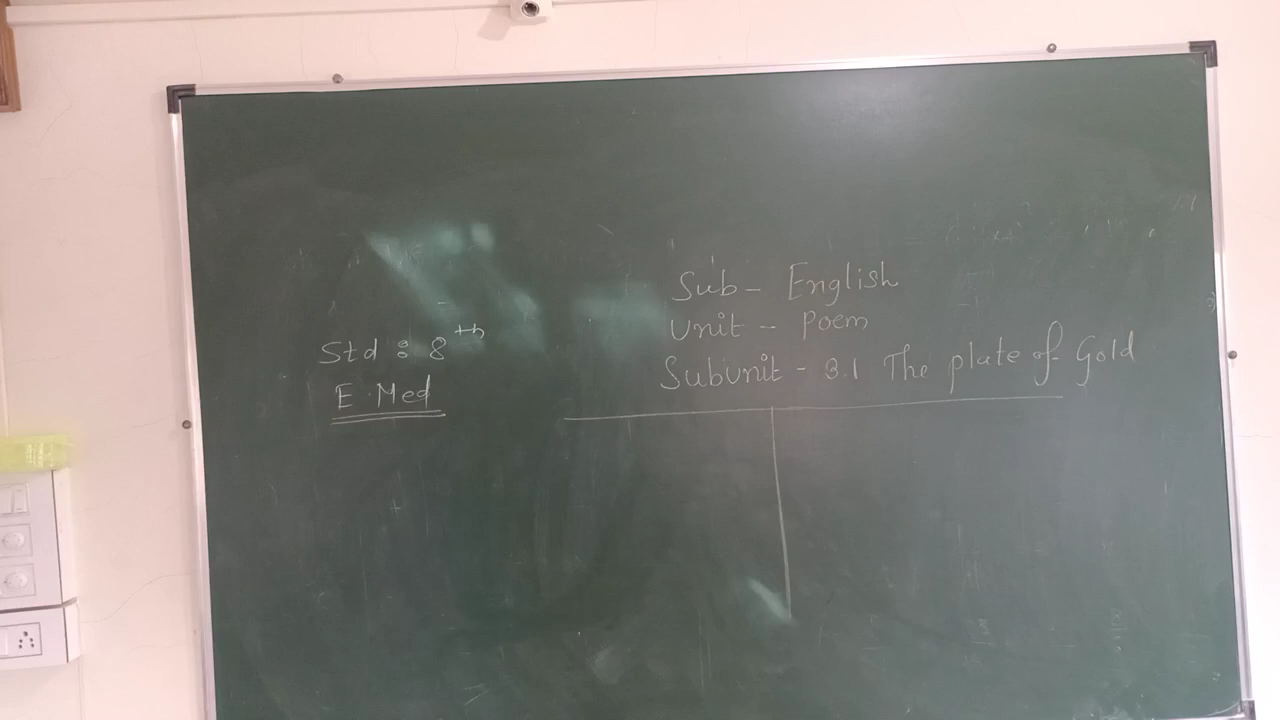 Std : 8th
E. Med
Sub - English
Unit - Poem
Subunit - 3.1 The plate of Gold